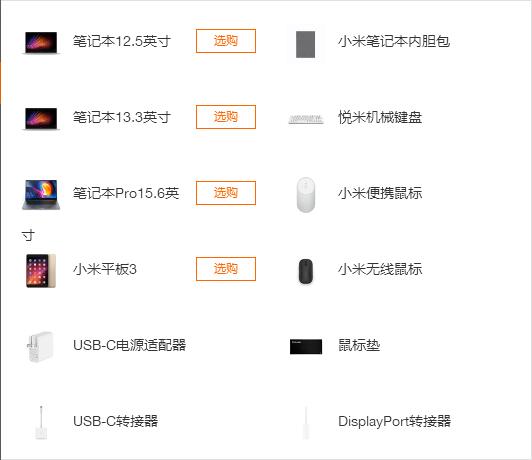 笔记本12.5英寸
选购
小米笔记本内胆包
笔记本13.3英寸
选购
悦米机械键盘
笔记本Pro15.6英
寸
小米便携鼠标
小米平板3
选购
小米无线鼠标
USB-C电源适配器
鼠标垫
USB-C转接器
DisplayPort转接器